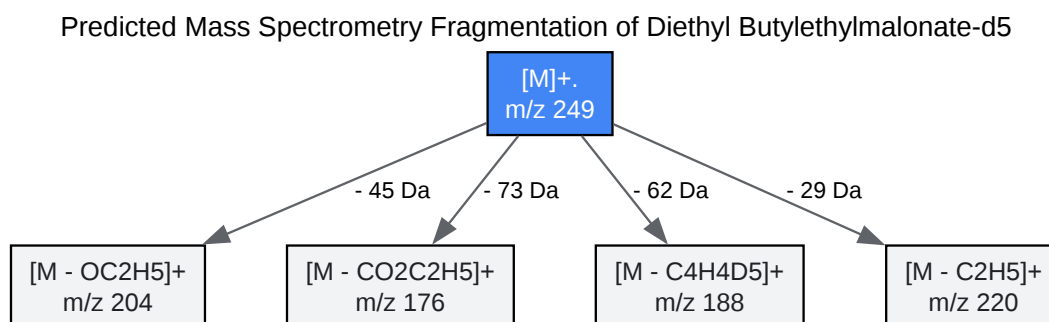 Predicted Mass Spectrometry Fragmentation of Diethyl Butylethylmalonate-d5
[M]+.
m/z 249
- 45 Da
- 73 Da
- 62 Da
- 29 Da
[M - OC2H5]+
m/z 204
[M - CO2C2H5]+
m/z 176
[M - C4H4D5]+
m/z 188
[M - C2H5]+
m/z 220